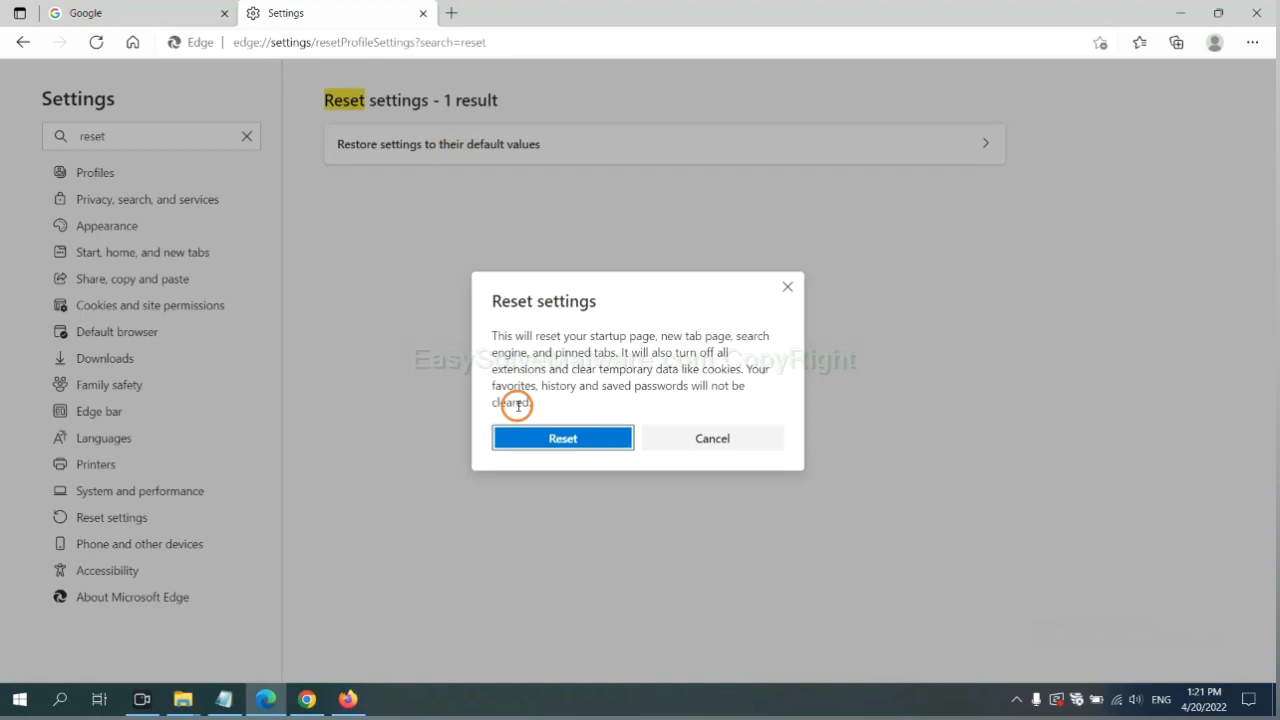 Google
Settings
Edge
edge://settings/resetProfileSettings?search=reset
Settings
reset
Profiles
Privacy, search, and services
Appearance
Start, home, and new tabs
Share, copy and paste
Cookies and site permissions
Default browser
Downloads
Family safety
Edge bar
Languages
Printers
System and performance
Reset settings
Phone and other devices
Accessibility
About Microsoft Edge
Reset settings - 1 result
Restore settings to their default values
Reset settings
This will reset your startup page, new tab page, search
engine, and pinned tabs. It will also turn off all
extensions and clear temporary data like cookies. Your
favorites, history and saved passwords will not be
cleared.
Reset
Cancel
ENG
1:21 PM
4/20/2022